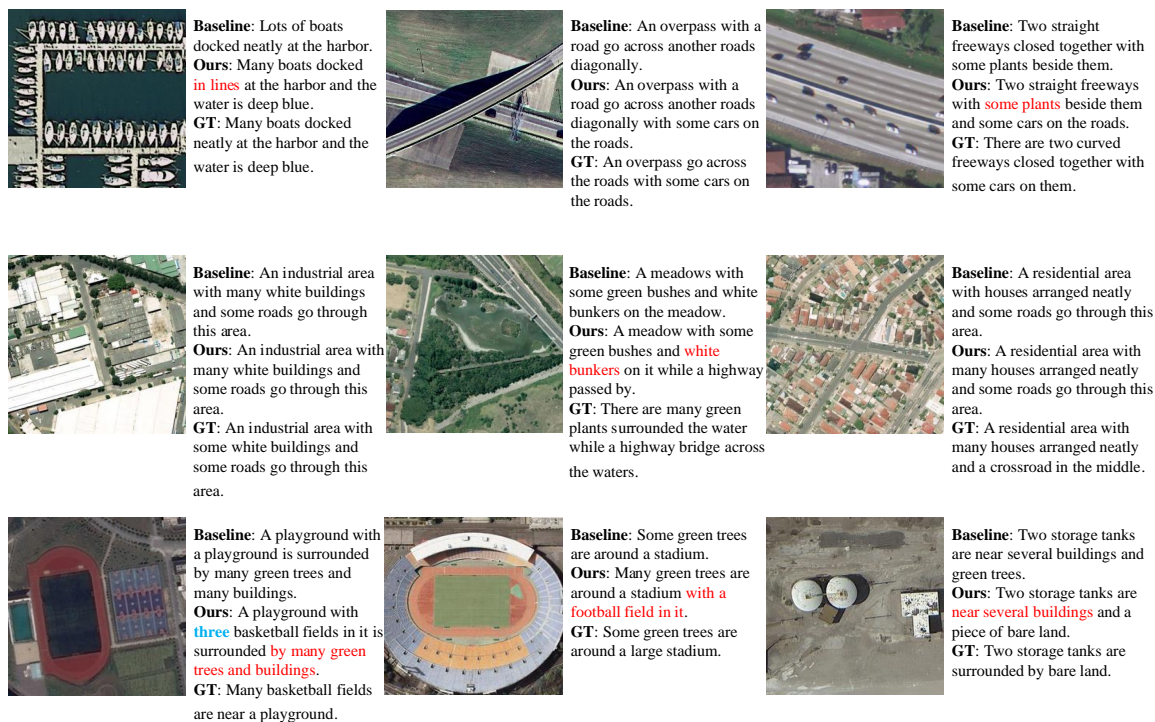 Baseline: Lots of boats
docked neatly at the harbor.
Ours: Many boats docked
in lines at the harbor and the
water is deep blue.
GT: Many boats docked
neatly at the harbor and the
water is deep blue.
Baseline: An overpass with a
road go across another roads
diagonally.
Ours: An overpass with a
road go across another roads
diagonally with some cars on
the roads.
GT: An overpass go across
the roads with some cars on
the roads.
Baseline: Two straight
freeways closed together with
some plants beside them.
Ours: Two straight freeways
with some plants beside them
and some cars on the roads.
GT: There are two curved
freeways closed together with
some cars on them.
Baseline: An industrial area
with many white buildings
and some roads go through
this area.
Ours: An industrial area with
many white buildings and
some roads go through this
area.
GT: An industrial area with
some white buildings and
some roads go through this
area.
Baseline: A meadows with
some green bushes and white
bunkers on the meadow.
Ours: A meadow with some
green bushes and white
bunkers on it while a highway
passed by.
GT: There are many green
plants surrounded the water
while a highway bridge across
the waters.
Baseline: A residential area
with houses arranged neatly
and some roads go through this
area.
Ours: A residential area with
many houses arranged neatly
and some roads go through this
area.
GT: A residential area with
many houses arranged neatly
and a crossroad in the middle.
Baseline: A playground with
a playground is surrounded
by many green trees and
many buildings.
Ours: A playground with
three basketball fields in it is
surrounded by many green
trees and buildings.
GT: Many basketball fields
are near a playground.
Baseline: Some green trees
are around a stadium.
Ours: Many green trees are
around a stadium with a
football field in it.
GT: Some green trees are
around a large stadium.
Baseline: Two storage tanks
are near several buildings and
green trees.
Ours: Two storage tanks are
near several buildings and a
piece of bare land.
GT: Two storage tanks are
surrounded by bare land.